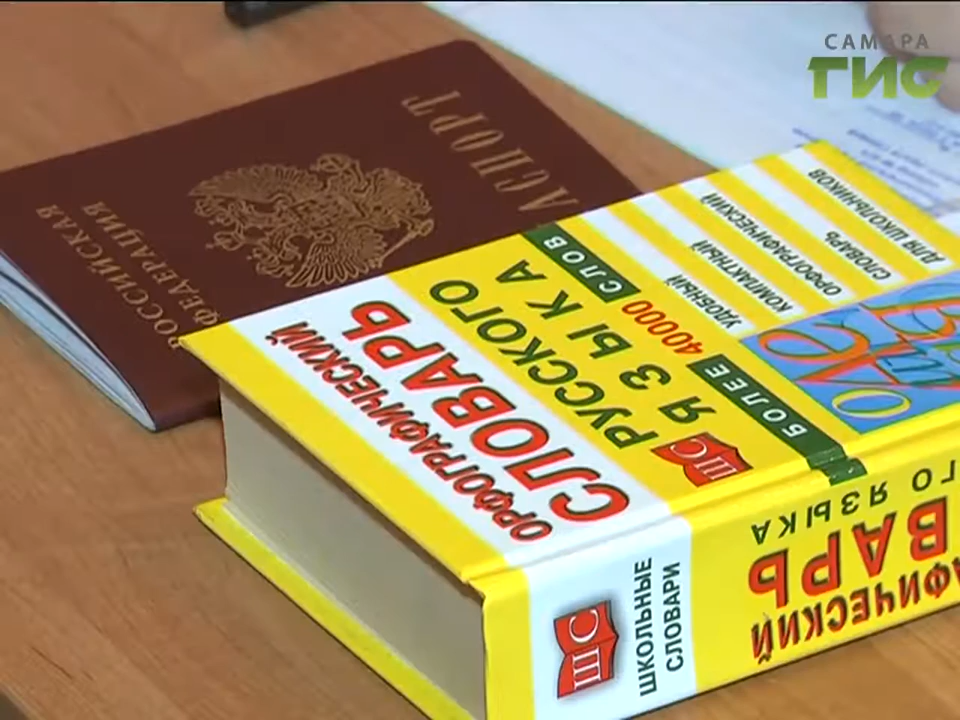 САМАРА
ГИС
РОССИЙСКАЯ
ФЕДЕРАЦИЯ
ПАСПОРТ
ОРФОГРАФИЧЕСКИЙ
СЛОВАРЬ
РУССКОГО
ЯЗЫКА
БОЛЕЕ 40000 СЛОВ
УДОБНЫЙ
КОМПАКТНЫЙ
ОРФОГРАФИЧЕСКИЙ
СЛОВАРЬ
ДЛЯ ШКОЛЬНИКОВ
ШС
ШС
ШКОЛЬНЫЕ
СЛОВАРИ
АФИЧЕСКИЙ
ВАРЬ
ГО ЯЗЫКА